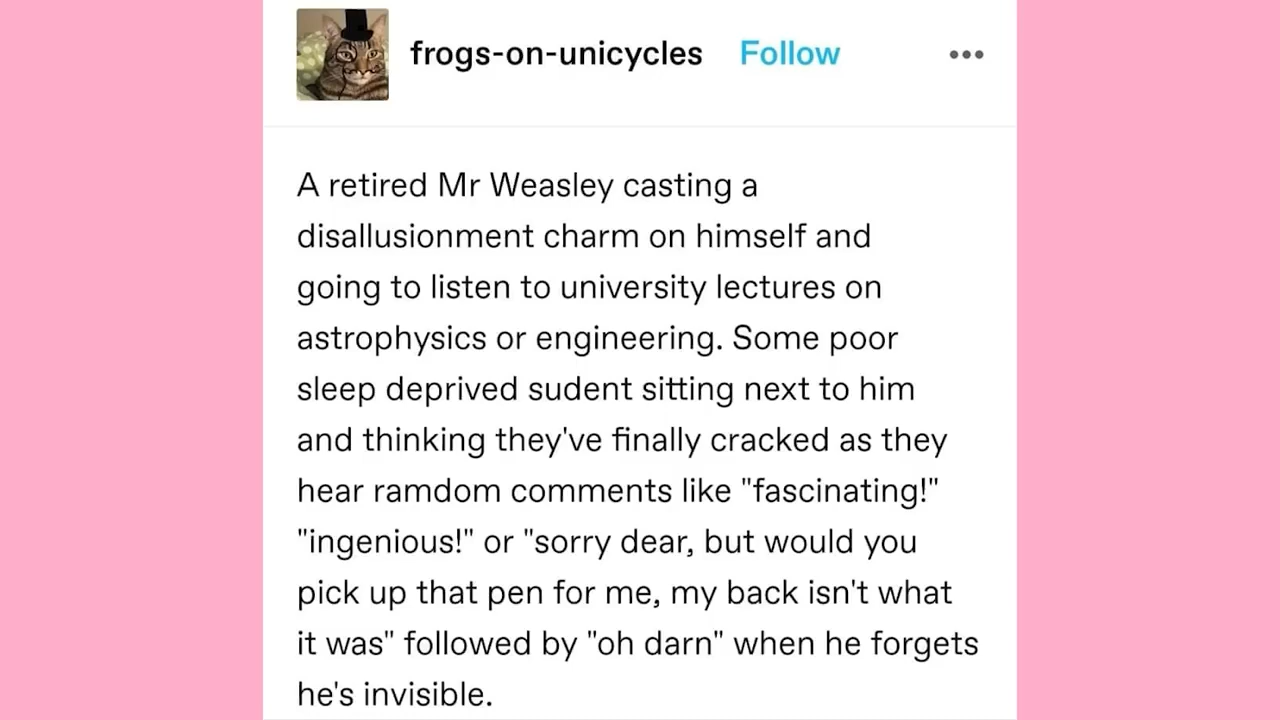 frogs-on-unicycles Follow
A retired Mr Weasley casting a
disallusionment charm on himself and
going to listen to university lectures on
astrophysics or engineering. Some poor
sleep deprived sudent sitting next to him
and thinking they've finally cracked as they
hear ramdom comments like "fascinating!"
"ingenious!" or "sorry dear, but would you
pick up that pen for me, my back isn't what
it was" followed by "oh darn" when he forgets
he's invisible.